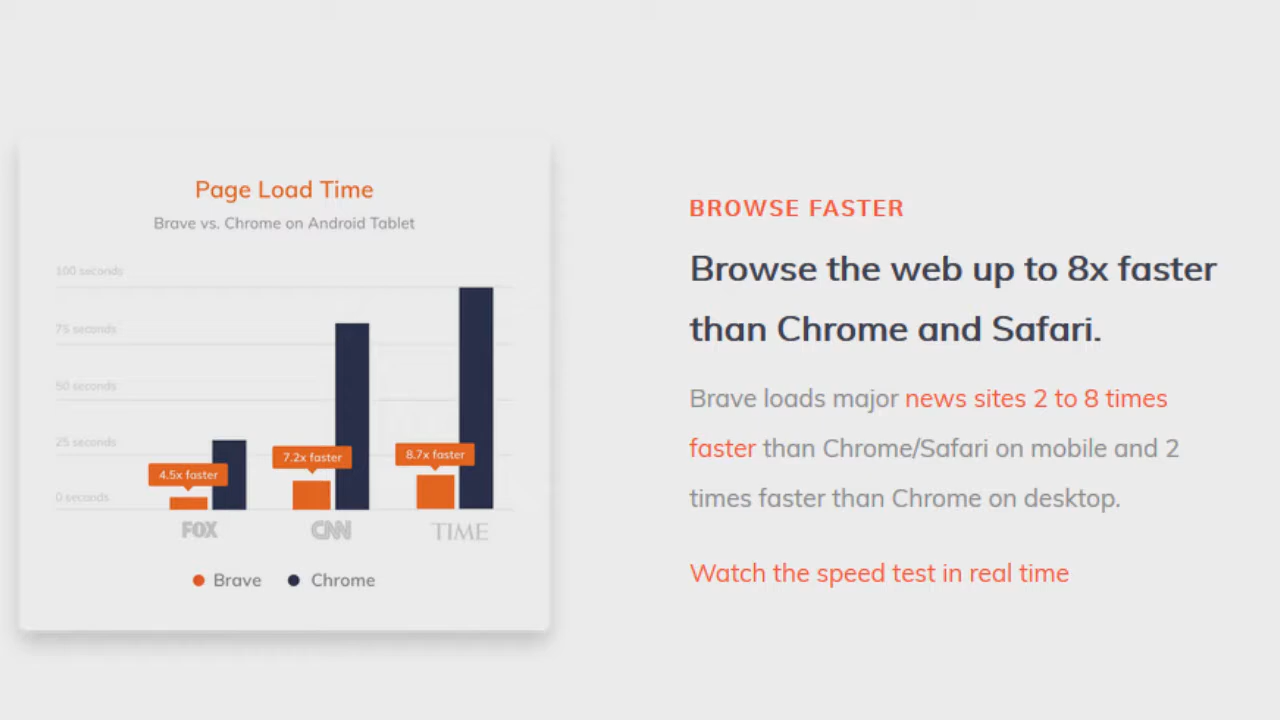 Page Load Time
Brave vs. Chrome on Android Tablet
100 seconds
75 seconds
50 seconds
25 seconds
0 seconds
4.5x faster
7.2x faster
8.7x faster
FOX
CNN
TIME
Brave
Chrome
BROWSE FASTER
Browse the web up to 8x faster
than Chrome and Safari.
Brave loads major news sites 2 to 8 times
faster than Chrome/Safari on mobile and 2
times faster than Chrome on desktop.
Watch the speed test in real time